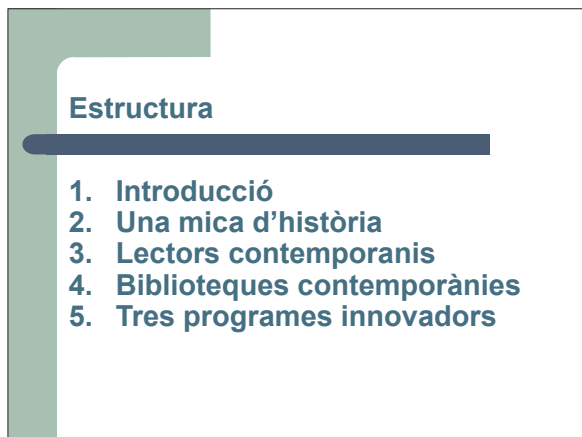 Estructura
1. Introducció
2. Una mica d’història
3. Lectors contemporanis
4. Biblioteques contemporànies
5. Tres programes innovadors